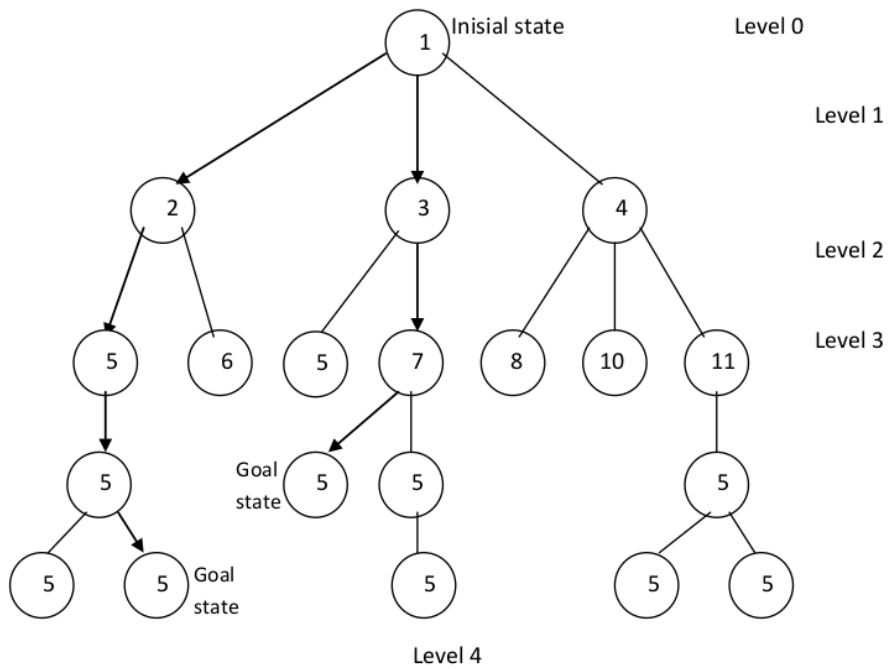 1 Inisial state Level 0
Level 1
2 3 4
Level 2
5 6 5 7 8 10 11 Level 3
Goal
state
5 5 5 5
5 5 Goal
state
5 5 5
Level 4